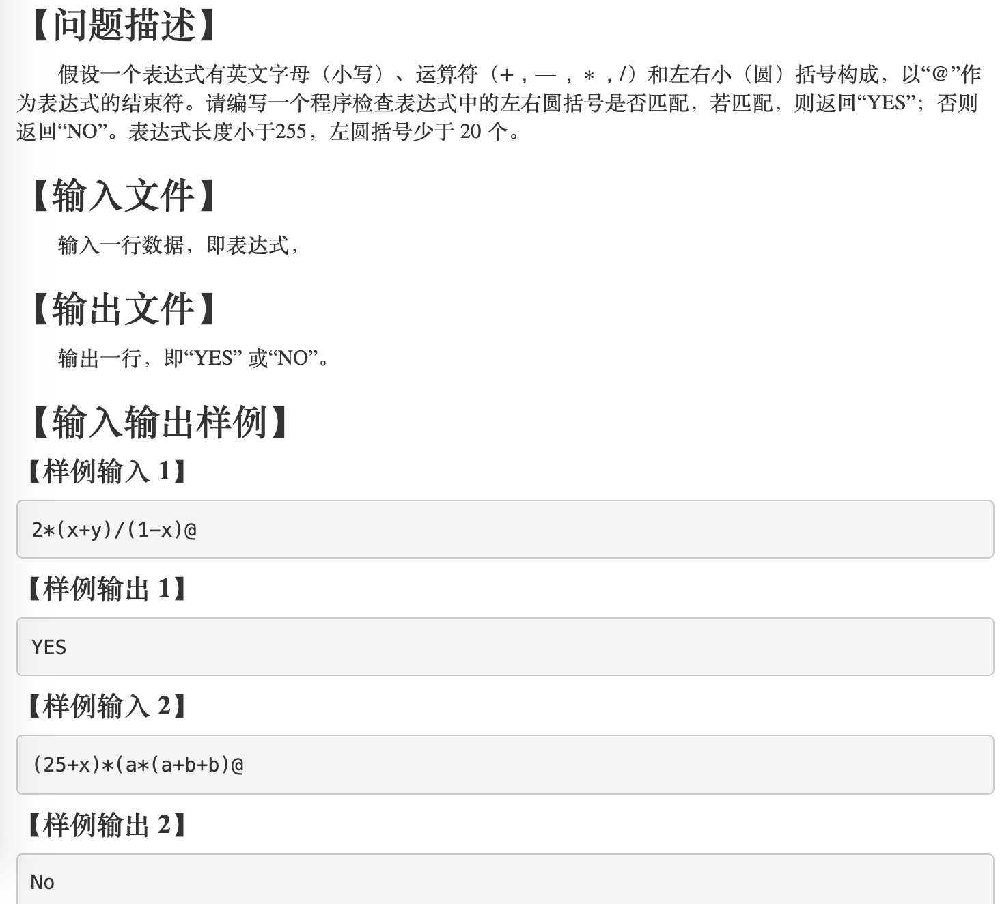 【问题描述】
假设一个表达式有英文字母（小写）、运算符（+，—，∗，/）和左右小（圆）括号构成，以“@”作
为表达式的结束符。请编写一个程序检查表达式中的左右圆括号是否匹配，若匹配，则返回“YES”；否则
返回“NO”。表达式长度小于255，左圆括号少于 20 个。
【输入文件】
输入一行数据，即表达式，
【输出文件】
输出一行，即“YES” 或“NO”。
【输入输出样例】
【样例输入 1】
2*(x+y)/(1-x)@
【样例输出 1】
YES
【样例输入 2】
(25+x)*(a*(a+b+b)@
【样例输出 2】
No